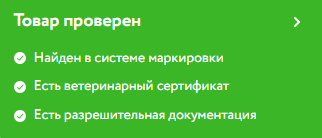 Товар проверен
Найден в системе маркировки
Есть ветеринарный сертификат
Есть разрешительная документация